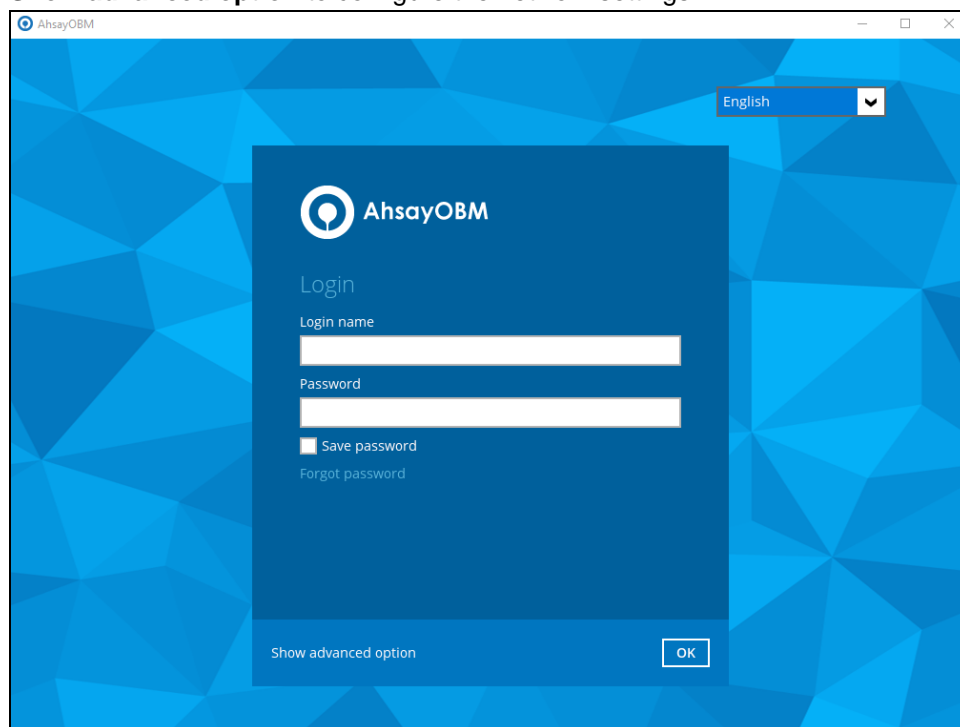 AhsayOBM
English
AhsayOBM
Login
Login name
Password
Save password
Forgot password
Show advanced option
OK